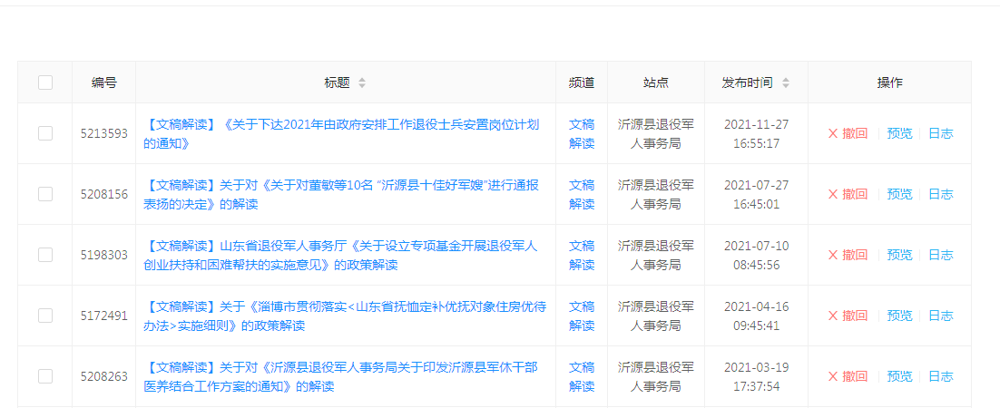 编号 标题 频道 站点 发布时间 操作
5213593 【文稿解读】《关于下达2021年由政府安排工作退役士兵安置岗位计划的通知》 文稿解读 沂源县退役军人事务局 2021-11-27 16:55:17 X 撤回 预览 日志
5208156 【文稿解读】关于对《关于对董敏等10名 “沂源县十佳好军嫂”进行通报表扬的决定》的解读 文稿解读 沂源县退役军人事务局 2021-07-27 16:45:01 X 撤回 预览 日志
5198303 【文稿解读】山东省退役军人事务厅《关于设立专项基金开展退役军人创业扶持和困难帮扶的实施意见》的政策解读 文稿解读 沂源县退役军人事务局 2021-07-10 08:45:56 X 撤回 预览 日志
5172491 【文稿解读】关于《淄博市贯彻落实<山东省抚恤定补优抚对象住房优待办法>实施细则》的政策解读 文稿解读 沂源县退役军人事务局 2021-04-16 09:45:41 X 撤回 预览 日志
5208263 【文稿解读】关于对《沂源县退役军人事务局关于印发沂源县军休干部医养结合工作方案的通知》的解读 文稿解读 沂源县退役军人事务局 2021-03-19 17:37:54 X 撤回 预览 日志